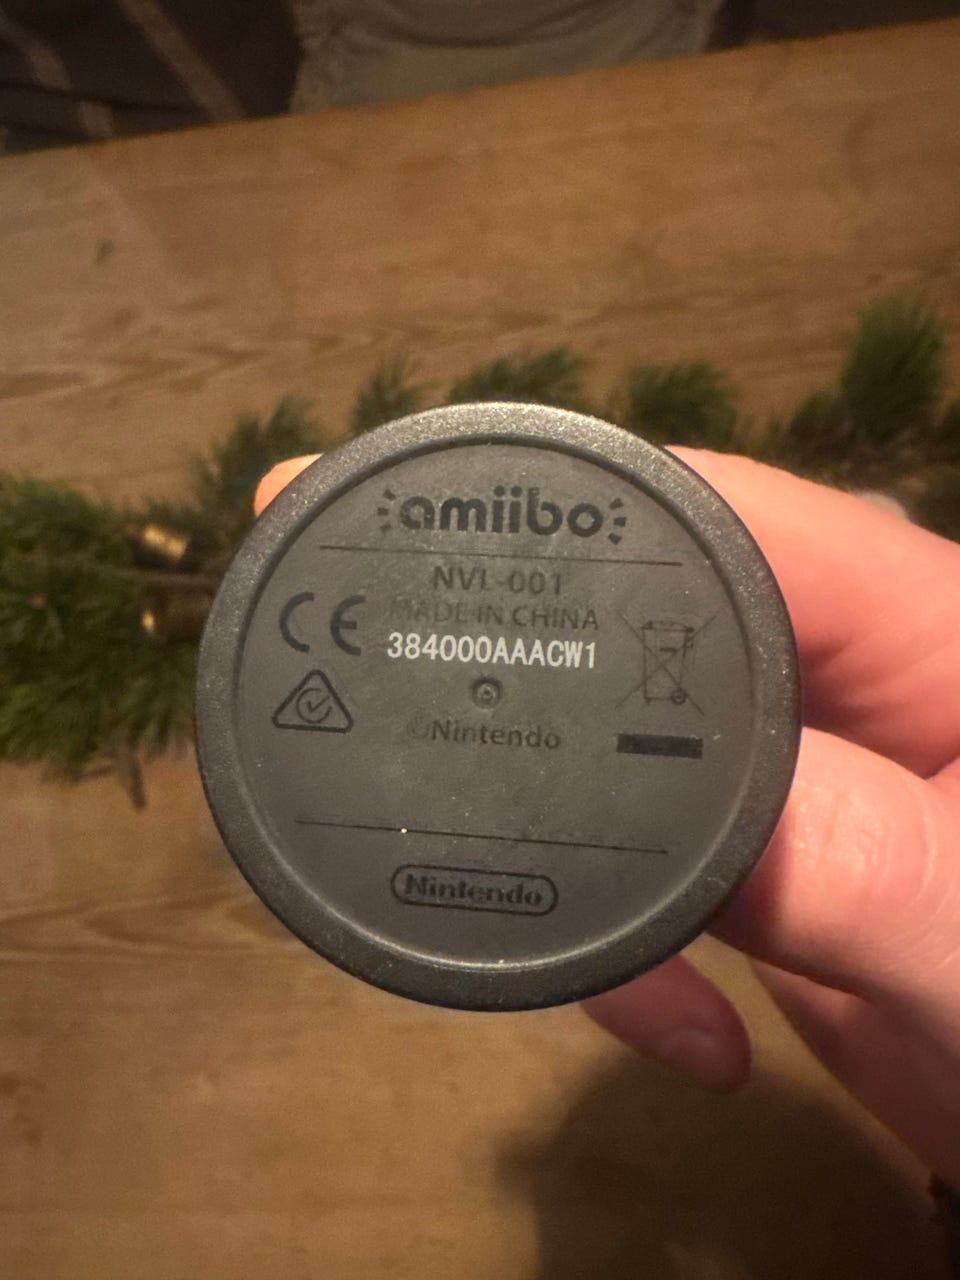 amiibo
NVL-001
MADE IN CHINA
384000AAACW1
©Nintendo
CE
Nintendo